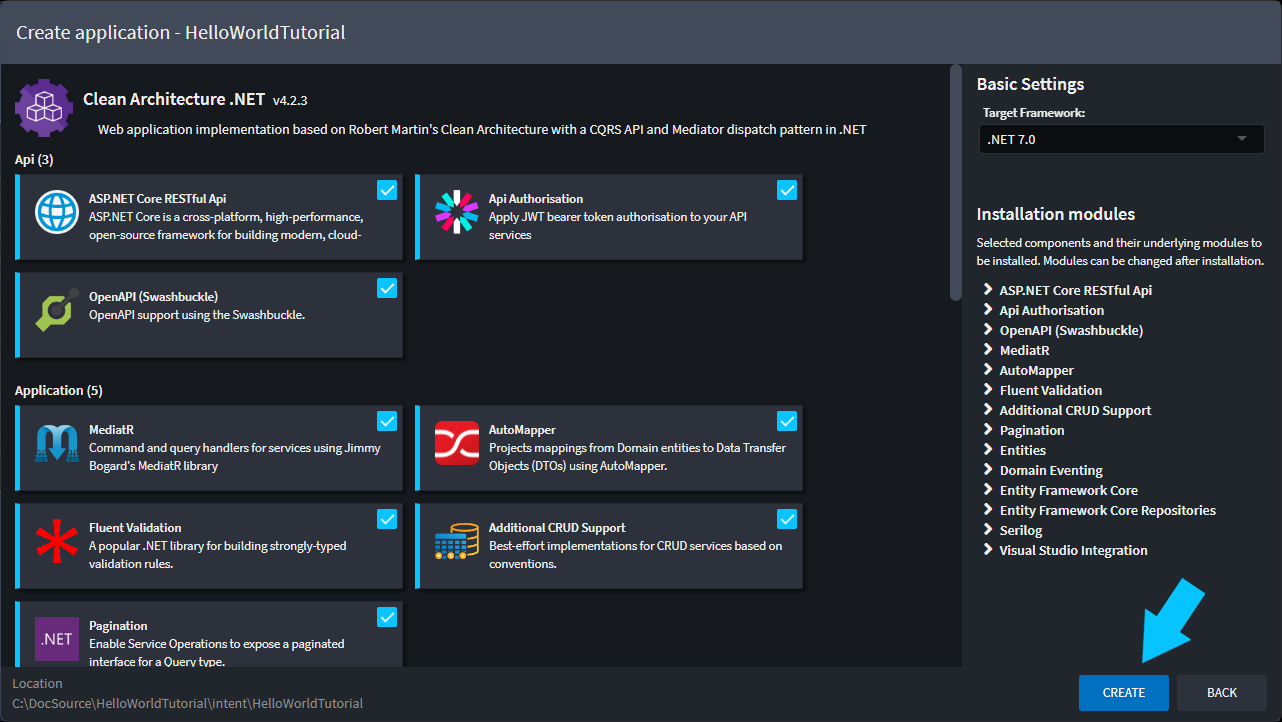 Create application - HelloWorldTutorial
Clean Architecture .NET v4.2.3
Web application implementation based on Robert Martin's Clean Architecture with a CQRS API and Mediator dispatch pattern in .NET
Api (3)
ASP.NET Core RESTful Api
ASP.NET Core is a cross-platform, high-performance,
open-source framework for building modern, cloud-
Api Authorisation
Apply JWT bearer token authorisation to your API
services
OpenAPI (Swashbuckle)
OpenAPI support using the Swashbuckle.
Application (5)
MediatR
Command and query handlers for services using Jimmy
Bogard's MediatR library
AutoMapper
Projects mappings from Domain entities to Data Transfer
Objects (DTOs) using AutoMapper.
Fluent Validation
A popular .NET library for building strongly-typed
validation rules.
Additional CRUD Support
Best-effort implementations for CRUD services based on
conventions.
.NET
Pagination
Enable Service Operations to expose a paginated
interface for a Query type.
Basic Settings
Target Framework:
.NET 7.0
Installation modules
Selected components and their underlying modules to
be installed. Modules can be changed after installation.
ASP.NET Core RESTful Api
Api Authorisation
OpenAPI (Swashbuckle)
MediatR
AutoMapper
Fluent Validation
Additional CRUD Support
Pagination
Entities
Domain Eventing
Entity Framework Core
Entity Framework Core Repositories
Serilog
Visual Studio Integration
Location
C:\DocSource\HelloWorldTutorial\intent\HelloWorldTutorial
CREATE
BACK